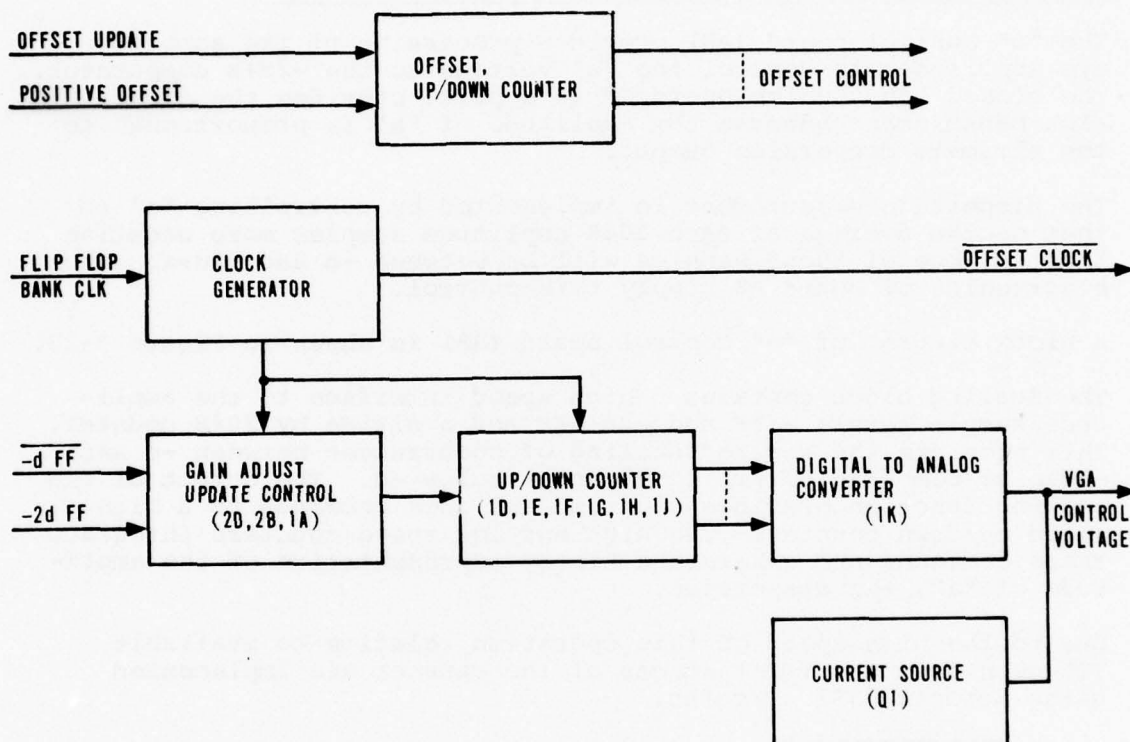 OFFSET UPDATE
POSITIVE OFFSET
OFFSET,
UP/DOWN COUNTER
OFFSET CONTROL
FLIP FLOP
BANK CLK
CLOCK
GENERATOR
OFFSET CLOCK
-d FF
-2d FF
GAIN ADJUST
UPDATE CONTROL
(2D, 2B, 1A)
UP/DOWN COUNTER
(1D, 1E, 1F, 1G, 1H, 1J)
DIGITAL TO ANALOG
CONVERTER
(1K)
VGA
CONTROL
VOLTAGE
CURRENT SOURCE
(Q1)